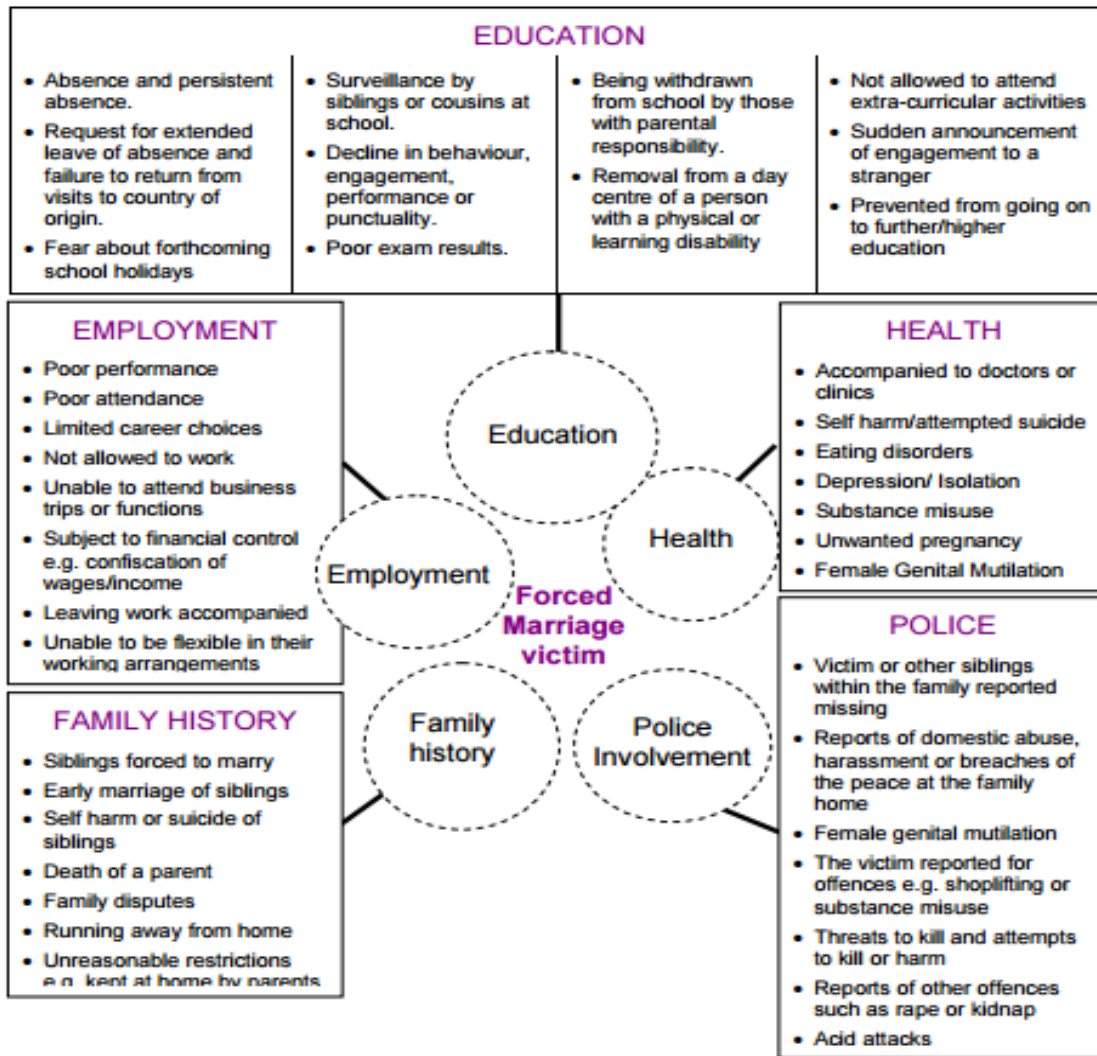 EDUCATION
• Absence and persistent
absence.
• Request for extended
leave of absence and
failure to return from
visits to country of
origin.
• Fear about forthcoming
school holidays
• Surveillance by
siblings or cousins at
school.
• Decline in behaviour,
engagement,
performance or
punctuality.
• Poor exam results.
• Being withdrawn
from school by those
with parental
responsibility.
• Removal from a day
centre of a person
with a physical or
learning disability
• Not allowed to attend
extra-curricular activities
• Sudden announcement
of engagement to a
stranger
• Prevented from going on
to further/higher
education
EMPLOYMENT
• Poor performance
• Poor attendance
• Limited career choices
• Not allowed to work
• Unable to attend business
trips or functions
• Subject to financial control
e.g. confiscation of
wages/income
• Leaving work accompanied
• Unable to be flexible in their
working arrangements
Education
Employment
Health
Forced
Marriage
victim
Family
history
Police
Involvement
HEALTH
• Accompanied to doctors or
clinics
• Self harm/attempted suicide
• Eating disorders
• Depression/ Isolation
• Substance misuse
• Unwanted pregnancy
• Female Genital Mutilation
FAMILY HISTORY
• Siblings forced to marry
• Early marriage of siblings
• Self harm or suicide of
siblings
• Death of a parent
• Family disputes
• Running away from home
• Unreasonable restrictions
e.g. kept at home by parents
POLICE
• Victim or other siblings
within the family reported
missing
• Reports of domestic abuse,
harassment or breaches of
the peace at the family
home
• Female genital mutilation
• The victim reported for
offences e.g. shoplifting or
substance misuse
• Threats to kill and attempts
to kill or harm
• Reports of other offences
such as rape or kidnap
• Acid attacks